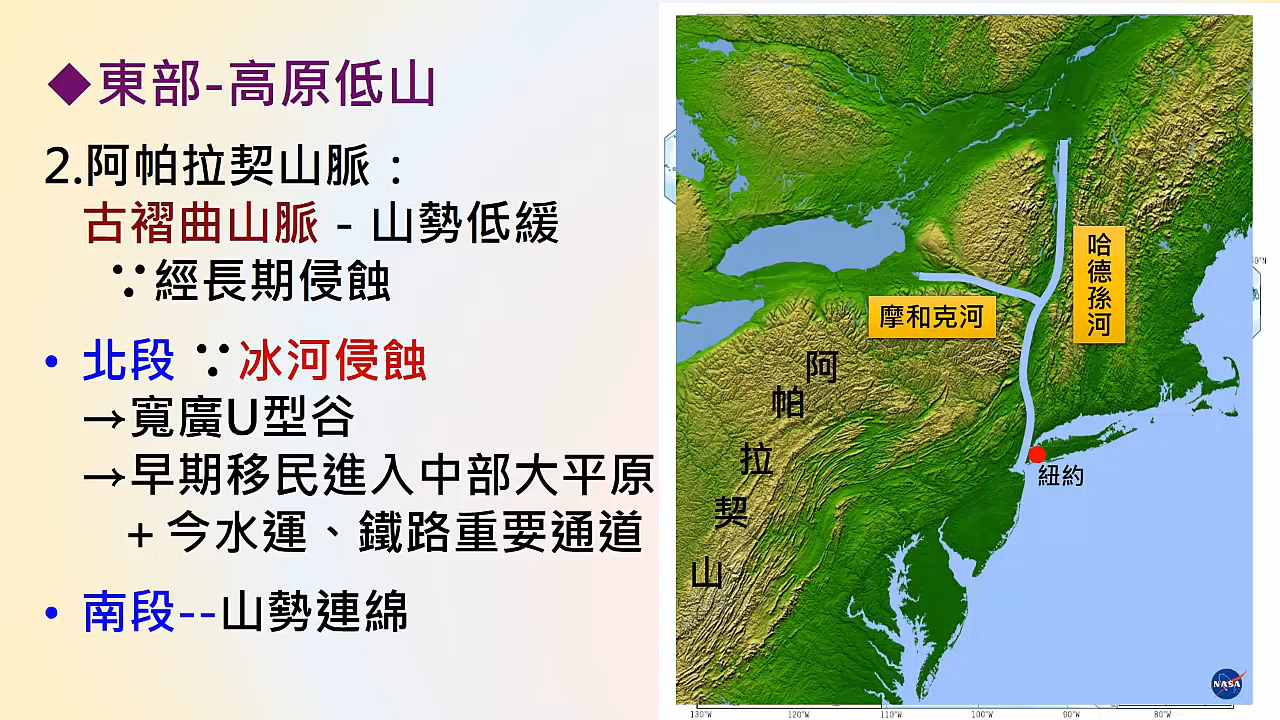 ◆東部-高原低山
2.阿帕拉契山脈：
古褶曲山脈 - 山勢低緩
∵經長期侵蝕
• 北段 ∵冰河侵蝕
→寬廣U型谷
→早期移民進入中部大平原
+ 今水運、鐵路重要通道
• 南段--山勢連綿
哈德孫河
摩和克河
阿帕拉契山
紐約
NASA
130°W 120°W 110°W 100°W 90°W 80°W